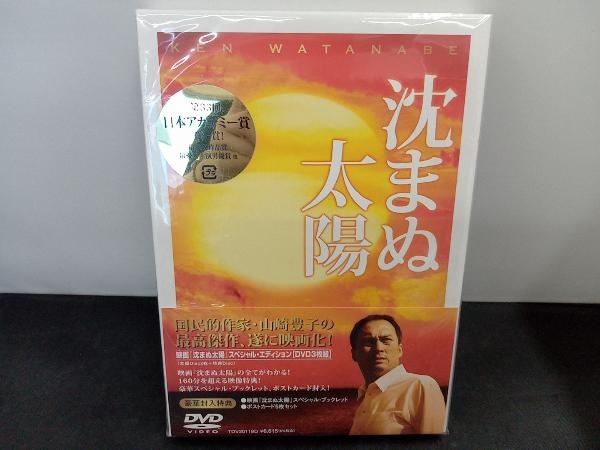 KEN WATANABE
沈まぬ
太陽
第33回
日本アカデミー賞
国民的作家・山崎豊子の
最高傑作、遂に映画化!
映画『沈まぬ太陽』スペシャル・エディション【DVD3枚組】
映画『沈まぬ太陽』の全てがわかる!
160分を超える映像特典!
豪華スペシャル・ブックレット、ポストカード封入!
豪華封入特典
●映画『沈まぬ太陽』スペシャル・ブックレット
●ポストカード5枚セット
DVD
VIDEO
TDV20118D ¥6,615(税込)